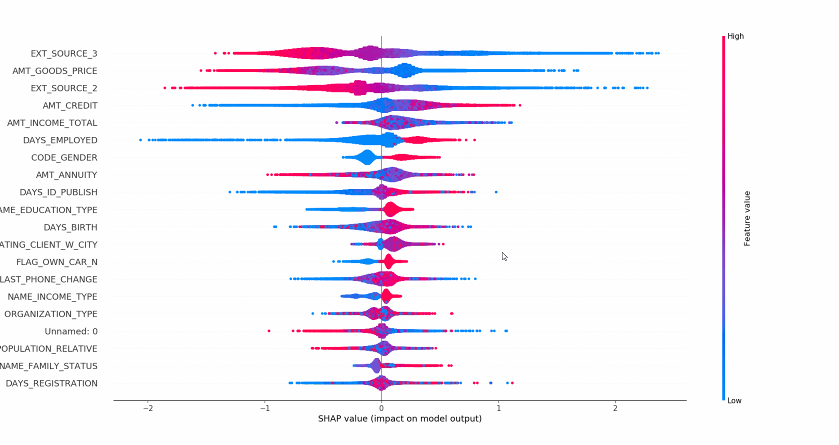 High
EXT_SOURCE_3
AMT_GOODS_PRICE
EXT_SOURCE_2
AMT_CREDIT
AMT_INCOME_TOTAL
DAYS_EMPLOYED
CODE_GENDER
AMT_ANNUITY
DAYS_ID_PUBLISH
AME_EDUCATION_TYPE
DAYS_BIRTH
ATING_CLIENT_W_CITY
FLAG_OWN_CAR_N
LAST_PHONE_CHANGE
NAME_INCOME_TYPE
ORGANIZATION_TYPE
Unnamed: 0
POPULATION_RELATIVE
NAME_FAMILY_STATUS
DAYS_REGISTRATION
Feature value
Low
−2 −1 0 1 2
SHAP value (impact on model output)